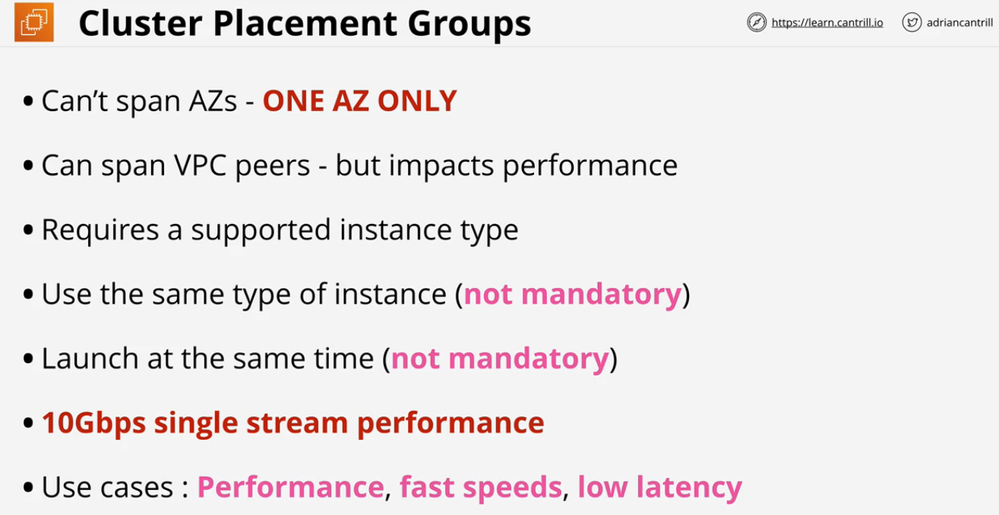 Cluster Placement Groups
https://learn.cantrill.io
adriancantrill
• Can’t span AZs - ONE AZ ONLY
• Can span VPC peers - but impacts performance
• Requires a supported instance type
• Use the same type of instance (not mandatory)
• Launch at the same time (not mandatory)
• 10Gbps single stream performance
• Use cases : Performance, fast speeds, low latency